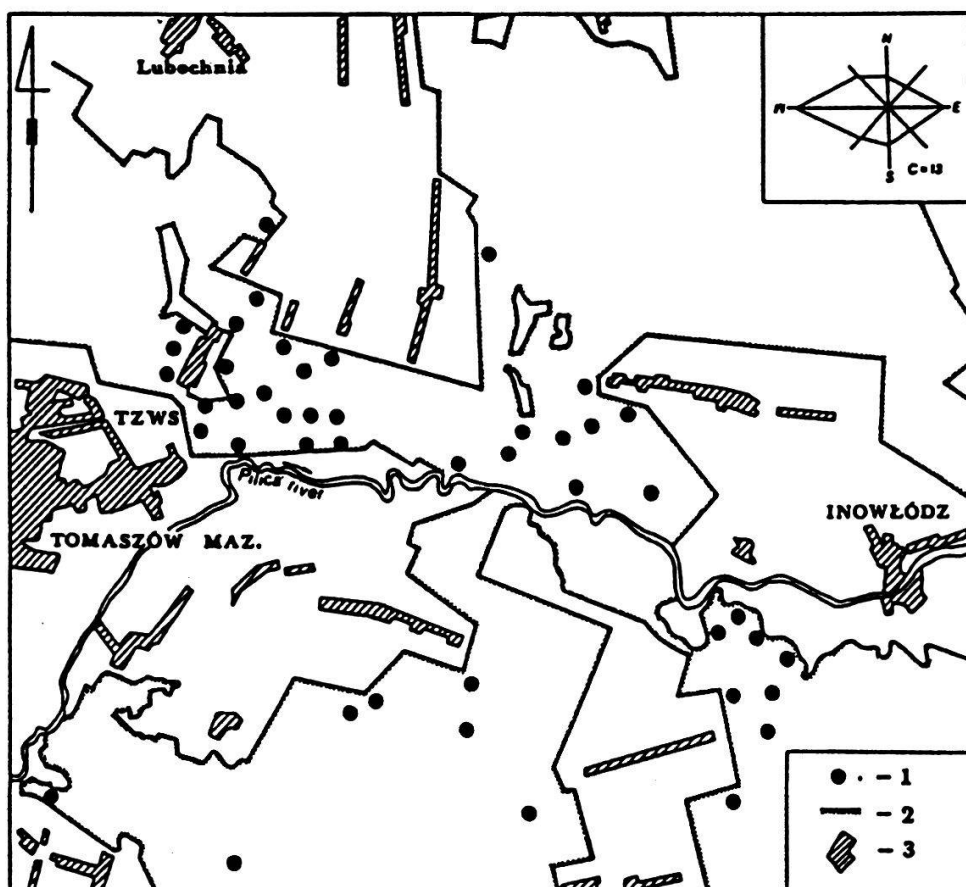 Lubochnia
N
M E
S C=13
TZWS
Pilica river
TOMASZÓW MAZ.
INOWŁÓDZ
- 1
- 2
- 3